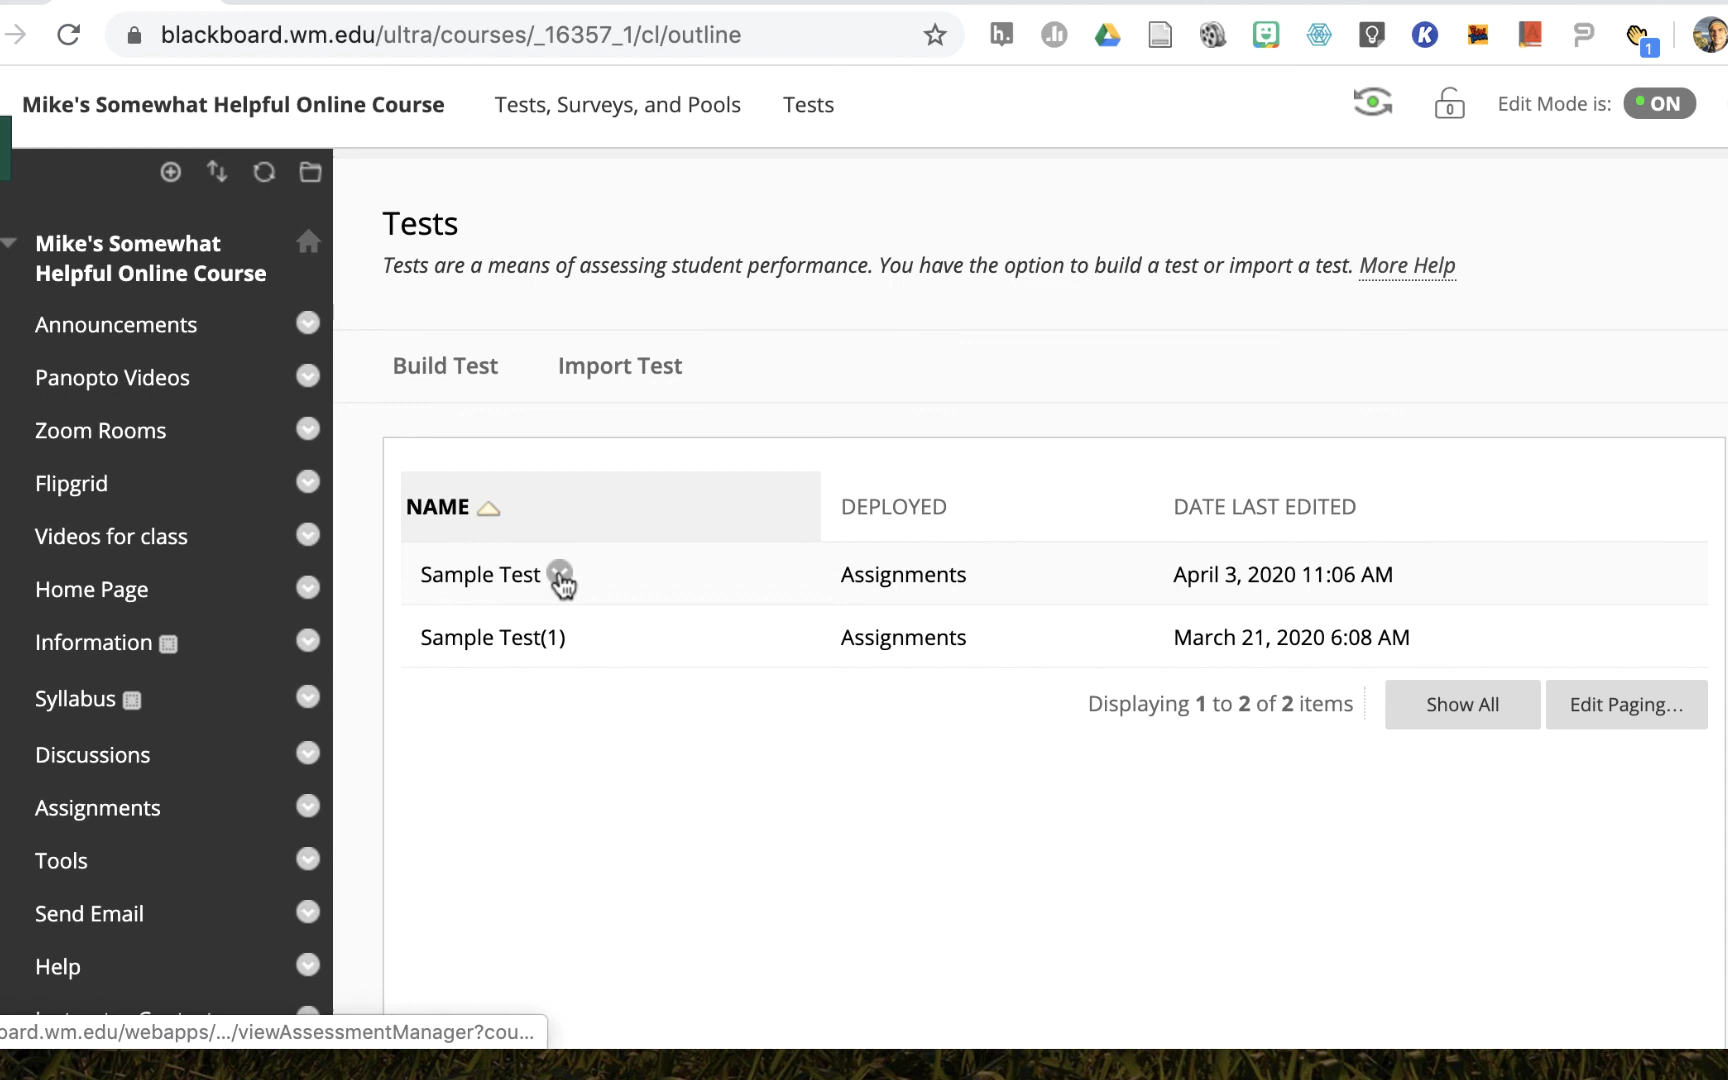 blackboard.wm.edu/ultra/courses/_16357_1/cl/outline
h.
K
1
Mike's Somewhat Helpful Online Course
Tests, Surveys, and Pools
Tests
0
Edit Mode is:
ON
Mike's Somewhat
Helpful Online Course
Announcements
Panopto Videos
Zoom Rooms
Flipgrid
Videos for class
Home Page
Information
Syllabus
Discussions
Assignments
Tools
Send Email
Help
Tests
Tests are a means of assessing student performance. You have the option to build a test or import a test. More Help
Build Test
Import Test
NAME DEPLOYED DATE LAST EDITED
Sample Test Assignments April 3, 2020 11:06 AM
Sample Test(1) Assignments March 21, 2020 6:08 AM
Displaying 1 to 2 of 2 items
Show All
Edit Paging…
oard.wm.edu/webapps/…/viewAssessmentManager?cou…